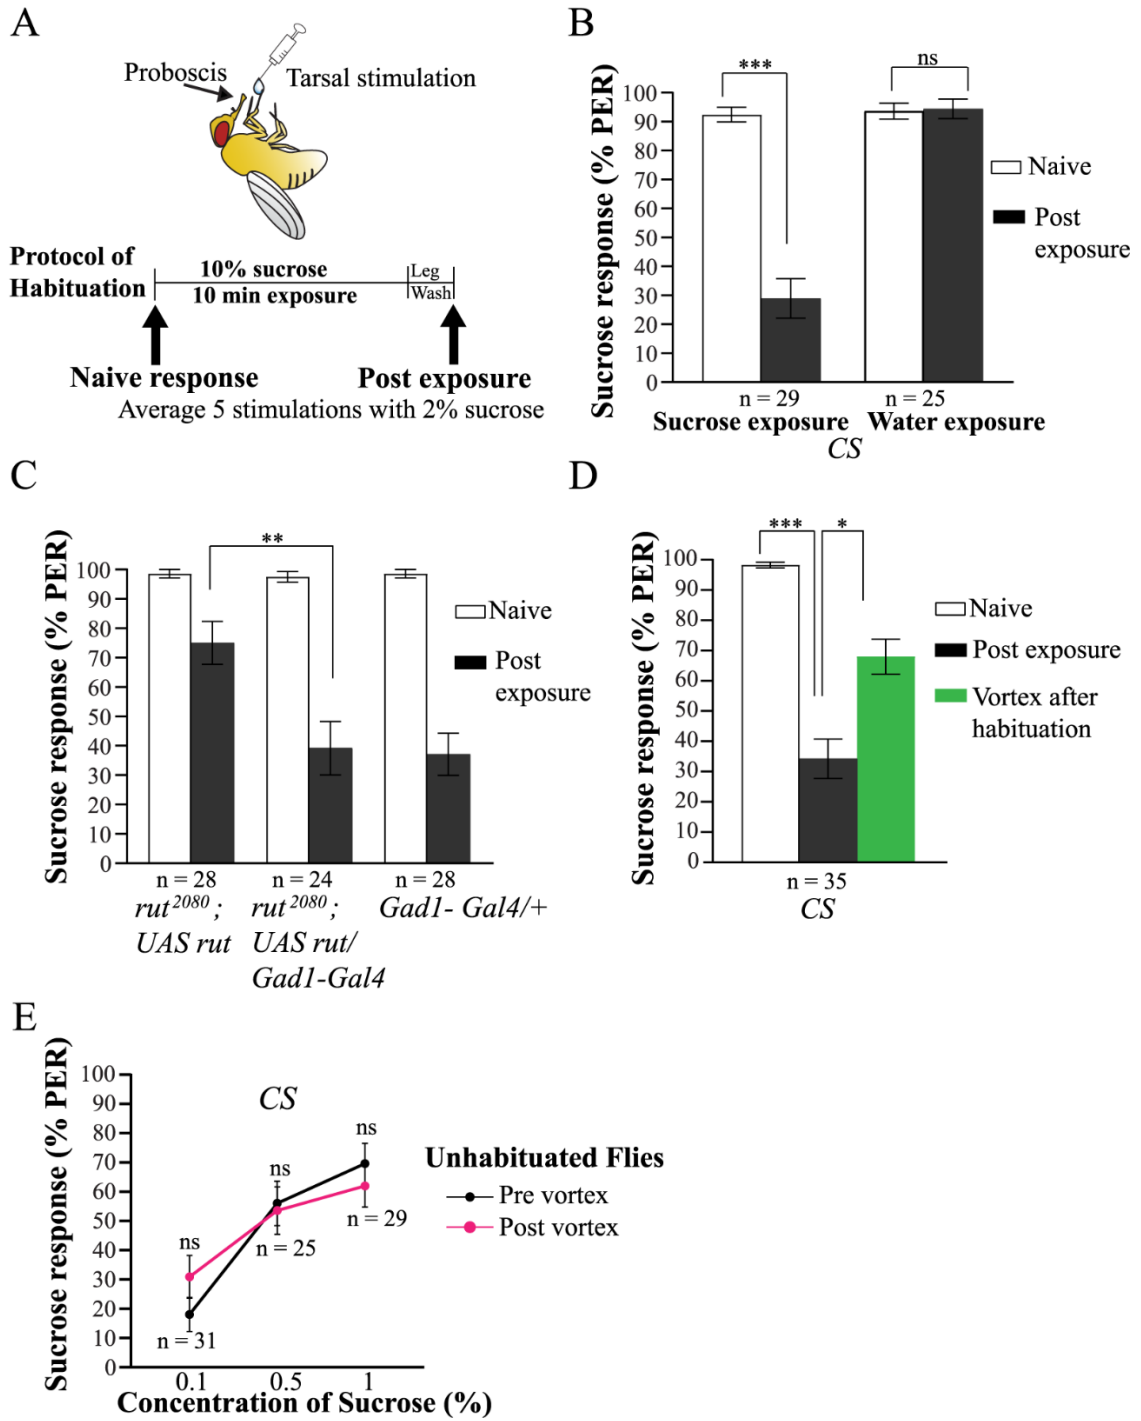 A
Proboscis
Tarsal stimulation
Protocol of
Habituation
10% sucrose
10 min exposure
Leg
Wash
Naive response
Post exposure
Average 5 stimulations with 2% sucrose
B
Sucrose response (% PER)
100
90
80
70
60
50
40
30
20
10
0
***
ns
Naive
Post
exposure
n = 29
n = 25
Sucrose exposure
Water exposure
CS
C
Sucrose response (% PER)
100
90
80
70
60
50
40
30
20
10
0
**
Naive
Post
exposure
n = 28
n = 24
n = 28
rut²⁰⁸⁰ ;
UAS rut
rut²⁰⁸⁰ ;
UAS rut/
Gad1-Gal4
Gad1- Gal4/+
D
Sucrose response (% PER)
100
90
80
70
60
50
40
30
20
10
0
***
*
Naive
Post exposure
Vortex after
habituation
n = 35
CS
E
Sucrose response (% PER)
100
90
80
70
60
50
40
30
20
10
0
CS
ns
ns
ns
n = 31
n = 25
n = 29
Unhabituated Flies
Pre vortex
Post vortex
0.1
0.5
1
Concentration of Sucrose (%)